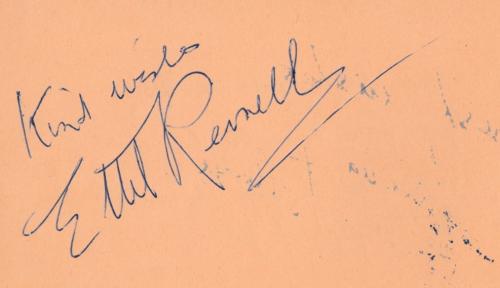 Kind wishes
Ethel Revnell